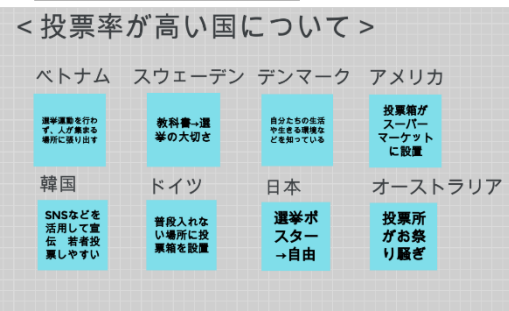 ＜投票率が高い国について＞
ベトナム スウェーデン デンマーク アメリカ
選挙運動を行わ
ず、人が集まる
場所に張り出す
教科書→選
挙の大切さ
自分たちの生活
や生きる環境な
どを知っている
投票箱が
スーパー
マーケット
に設置
韓国 ドイツ 日本 オーストラリア
SNSなどを
活用して宣
伝 若者投
票しやすい
普段入れな
い場所に投
票箱を設置
選挙ポ
スター
→自由
投票所
がお祭
り騒ぎ